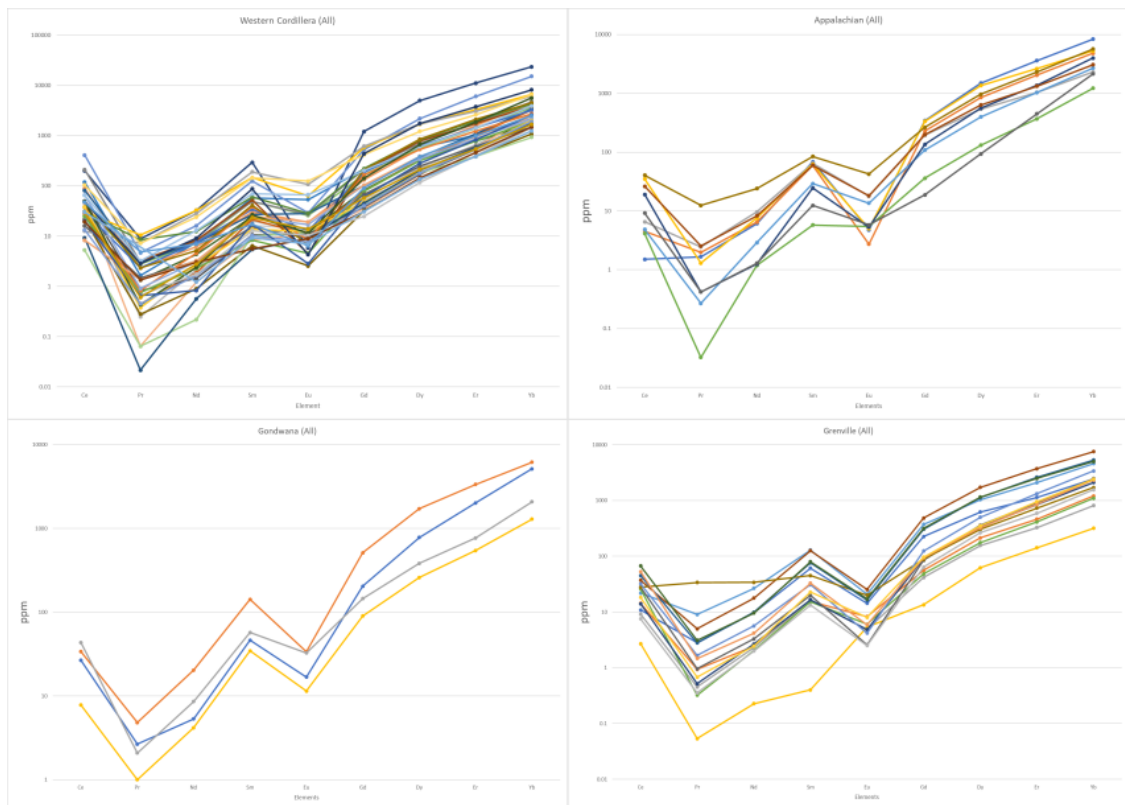 Western Cordillera (All)
100000
10000
1000
100
10
1
0.1
0.01
ppm
Ce Pr Nd Sm Eu Gd Dy Er Yb
Element
Appalachian (All)
10000
1000
100
10
1
0.1
0.01
ppm
Ce Pr Nd Sm Eu Gd Dy Er Yb
Elements
Gondwana (All)
10000
1000
100
10
1
ppm
Ce Pr Nd Sm Eu Gd Dy Er Yb
Elements
Grenville (All)
10000
1000
100
10
1
0.1
0.01
ppm
Ce Pr Nd Sm Eu Gd Dy Er Yb
Elements